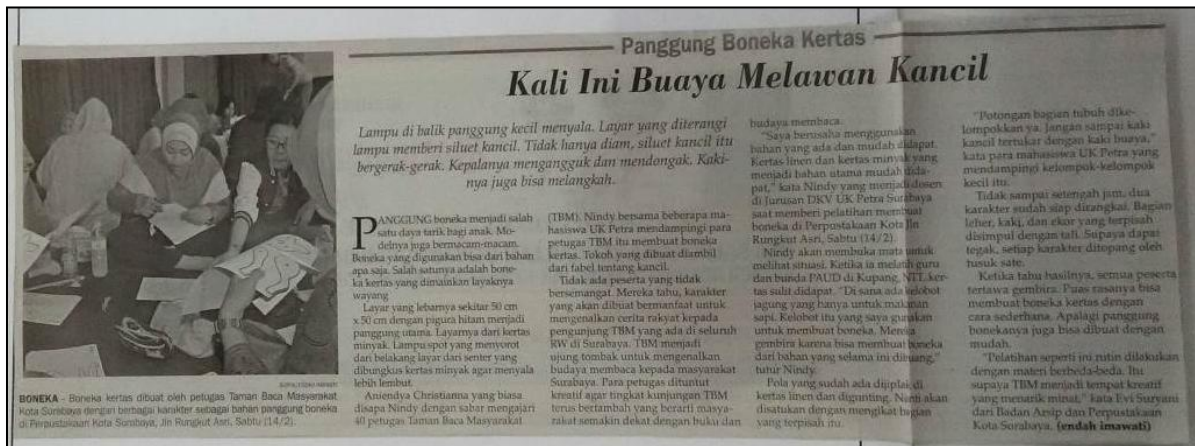 Panggung Boneka Kertas
Kali Ini Buaya Melawan Kancil
Lampu di balik panggung kecil menyala. Layar yang diterangi
lampu memberi siluet kancil. Tidak hanya diam, siluet kancil itu
bergerak-gerak. Kepalanya mengangguk dan mendongak. Kaki-
nya juga bisa melangkah.
PANGGUNG boneka menjadi salah
satu daya tarik bagi anak. Mo-
delnya juga bermacam-macam.
Boneka yang digunakan bisa dari bahan
apa saja. Salah satunya adalah bone-
ka kertas yang dimainkan layaknya
wayang
Layar yang lebarnya sekitar 50 cm
x 50 cm dengan pigura hitam menjadi
panggung utama. Layarnya dari kertas
minyak. Lampu spot yang menyorot
dari belakang layar dari senter yang
dibungkus kertas minyak agar menyala
lebih lembut.
Aniendya Christianna yang biasa
disapa Nindy dengan sabar mengajari
40 petugas Taman Baca Masyarakat
(TBM). Nindy bersama beberapa ma-
hasiswa UK Petra mendampingi para
petugas TBM itu membuat boneka
kertas. Tokoh yang dibuat diambil
dari fabel tentang kancil.
Tidak ada peserta yang tidak
bersemangat. Mereka tahu, karakter
yang akan dibuat bermanfaat untuk
mengenalkan cerita rakyat kepada
pengunjung TBM yang ada di seluruh
RW di Surabaya. TBM menjadi
ujung tombak untuk mengenalkan
budaya membaca kepada masyarakat
Surabaya. Para petugas dituntut
kreatif agar tingkat kunjungan TBM
terus bertambah yang berarti masya-
rakat semakin dekat dengan buku dan
budaya membaca.
"Saya berusaha menggunakan
bahan yang ada dan mudah didapat.
Kertas linen dan kertas minyak yang
menjadi bahan utama mudah dida-
pat," kata Nindy yang menjadi dosen
di Jurusan DKV UK Petra Surabaya
saat memberi pelatihan membuat
boneka di Perpustakaan Kota Jln
Rungkut Asri, Sabtu (14/2).
Nindy akan membuka mata untuk
melihat situasi. Ketika ia melatih guru
dan bunda PAUD di Kupang, NTT, ker-
tas sulit didapat. "Di sana ada kelobot
jagung yang hanya untuk makanan
sapi. Kelobot itu yang saya gunakan
untuk membuat boneka. Mereka
gembira karena bisa membuat boneka
dari bahan yang selama ini dibuang,"
tutur Nindy.
Pola yang sudah ada dijiplak di
kertas linen dan digunting. Nanti akan
disatukan dengan mengikat bagian
yang terpisah itu.
"Potongan bagian tubuh dike-
lompokkan ya. Jangan sampai kaki
kancil tertukar dengan kaki buaya,"
kata para mahasiswa UK Petra yang
mendampingi kelompok-kelompok
kecil itu.
Tidak sampai setengah jam, dua
karakter sudah siap dirangkai. Bagian
leher, kaki, dan ekor yang terpisah
disimpul dengan tali. Supaya dapat
tegak, setiap karakter ditopang oleh
tusuk sate.
Ketika tahu hasilnya, semua peserta
tertawa gembira. Puas rasanya bisa
membuat boneka kertas dengan
cara sederhana. Apalagi panggung
bonekanya juga bisa dibuat dengan
mudah.
"Pelatihan seperti ini rutin dilakukan
dengan materi berbeda-beda. Itu
supaya TBM menjadi tempat kreatif
yang menarik minat," kata Evi Suryani
dari Badan Arsip dan Perpustakaan
Kota Sorabaya. (endah imawati)
BONEKA - Boneka kertas dibuat oleh petugas Taman Baca Masyarakat
Kota Surabaya dengan berbagai karakter sebagai bahan panggung boneka
di Perpustakaan Kota Surabaya, Jln Rungkut Asri, Sabtu (14/2).